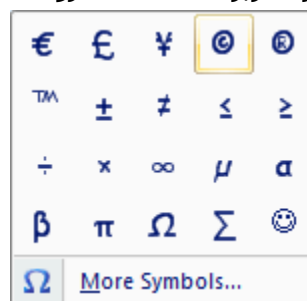 € £ ¥ © ®
™ ± ≠ ≤ ≥
÷ × ∞ µ α
β π Ω ∑ ☺
Ω More Symbols...